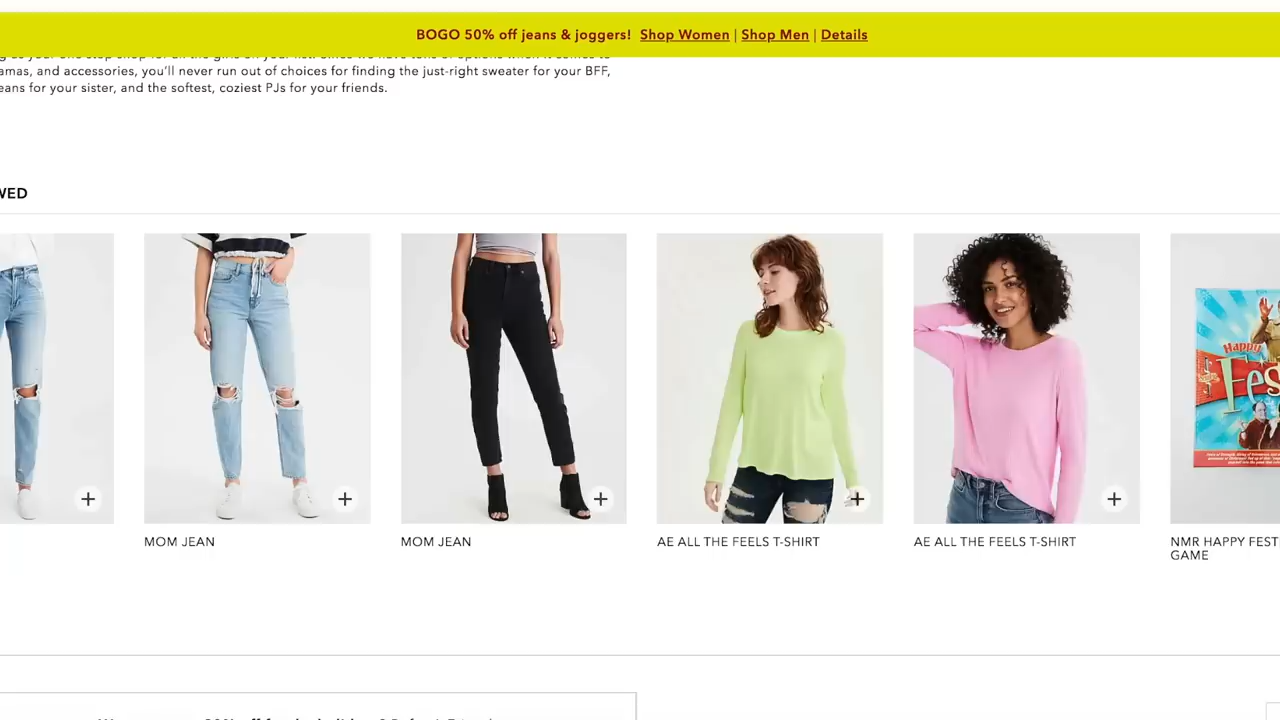 BOGO 50% off jeans & joggers! Shop Women | Shop Men | Details
amas, and accessories, you'll never run out of choices for finding the just-right sweater for your BFF,
eans for your sister, and the softest, coziest PJs for your friends.
WED
Happy
Fes
MOM JEAN
MOM JEAN
AE ALL THE FEELS T-SHIRT
AE ALL THE FEELS T-SHIRT
NMR HAPPY FEST
GAME